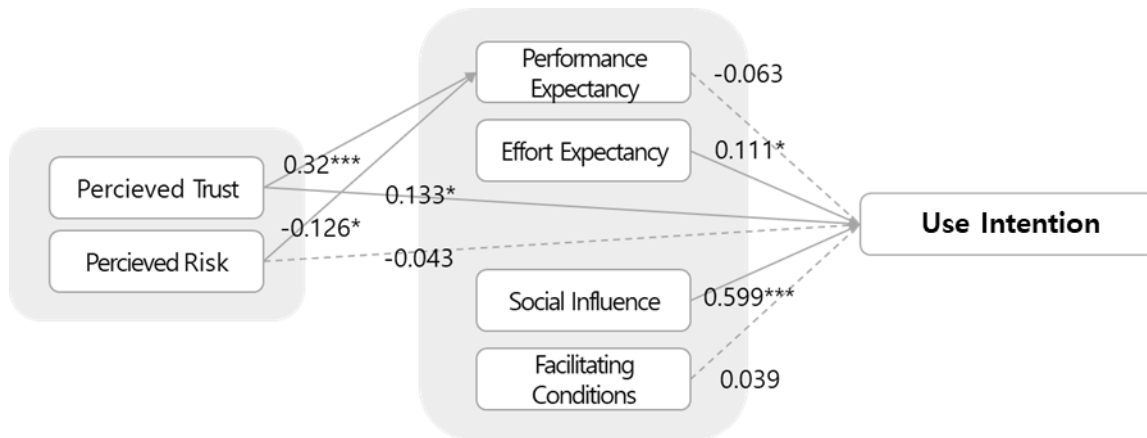 Performance
Expectancy
-0.063
Effort Expectancy
0.111*
0.32***
Percieved Trust
0.133*
Use Intention
-0.126*
Percieved Risk
-0.043
Social Influence
0.599***
Facilitating
Conditions
0.039